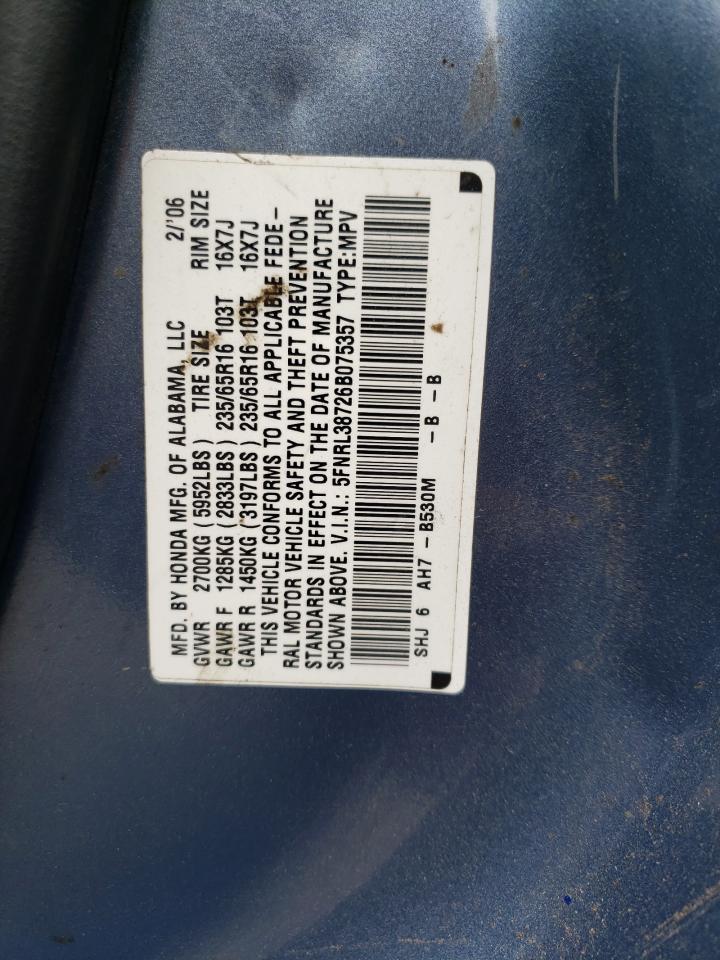 MFD. BY HONDA MFG. OF ALABAMA, LLC 2/'06
GVWR 2700KG (5952LBS) TIRE SIZE RIM SIZE
GAWR F 1285KG (2833LBS) 235/65R16 103T 16X7J
GAWR R 1450KG (3197LBS) 235/65R16 103T 16X7J
THIS VEHICLE CONFORMS TO ALL APPLICABLE FEDE-
RAL MOTOR VEHICLE SAFETY AND THEFT PREVENTION
STANDARDS IN EFFECT ON THE DATE OF MANUFACTURE
SHOWN ABOVE. V.I.N.: 5FNRL38726B075357 TYPE:MPV
SHJ 6 AH7 -B530M -B -B